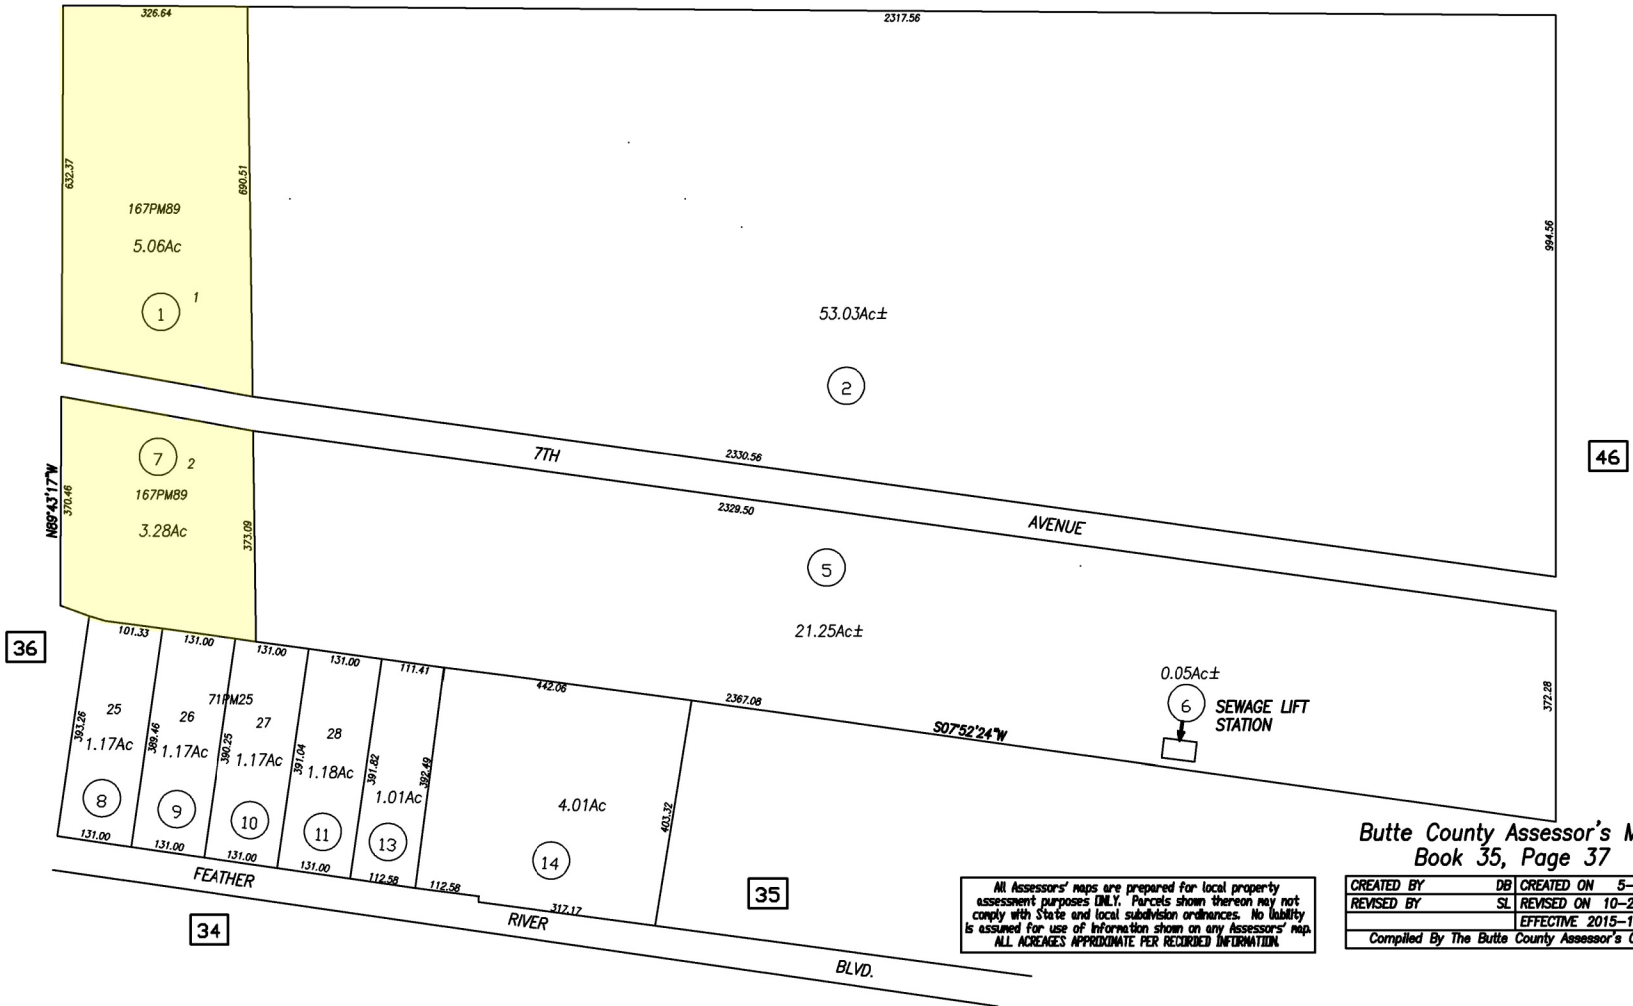 326.64
2317.56
632.37
690.51
994.56
167PM89
5.06Ac
1
1
53.03Ac±
2
7TH
2330.56
AVENUE
46
N89°43'17"W
370.46
7
2
167PM89
3.28Ac
373.09
2329.50
5
21.25Ac±
372.28
36
101.33
131.00
131.00
131.00
111.41
442.06
2367.08
S07°52'24"W
0.05Ac±
6
SEWAGE LIFT
STATION
71PM25
393.26
25
1.17Ac
8
389.46
26
1.17Ac
9
390.25
27
1.17Ac
10
391.04
28
1.18Ac
11
391.82
1.01Ac
13
392.49
4.01Ac
14
403.32
131.00
131.00
131.00
131.00
112.58
112.58
317.17
FEATHER
RIVER
BLVD.
34
35
All Assessors' maps are prepared for local property
assessment purposes ONLY. Parcels shown thereon may not
comply with State and local subdivision ordinances. No liability
is assumed for use of information shown on any Assessors' map.
ALL ACREAGES APPROXIMATE PER RECORDED INFORMATION.
Butte County Assessor's M
Book 35, Page 37
CREATED BY DB CREATED ON 5-
REVISED BY SL REVISED ON 10-2
EFFECTIVE 2015-1
Compiled By The Butte County Assessor's